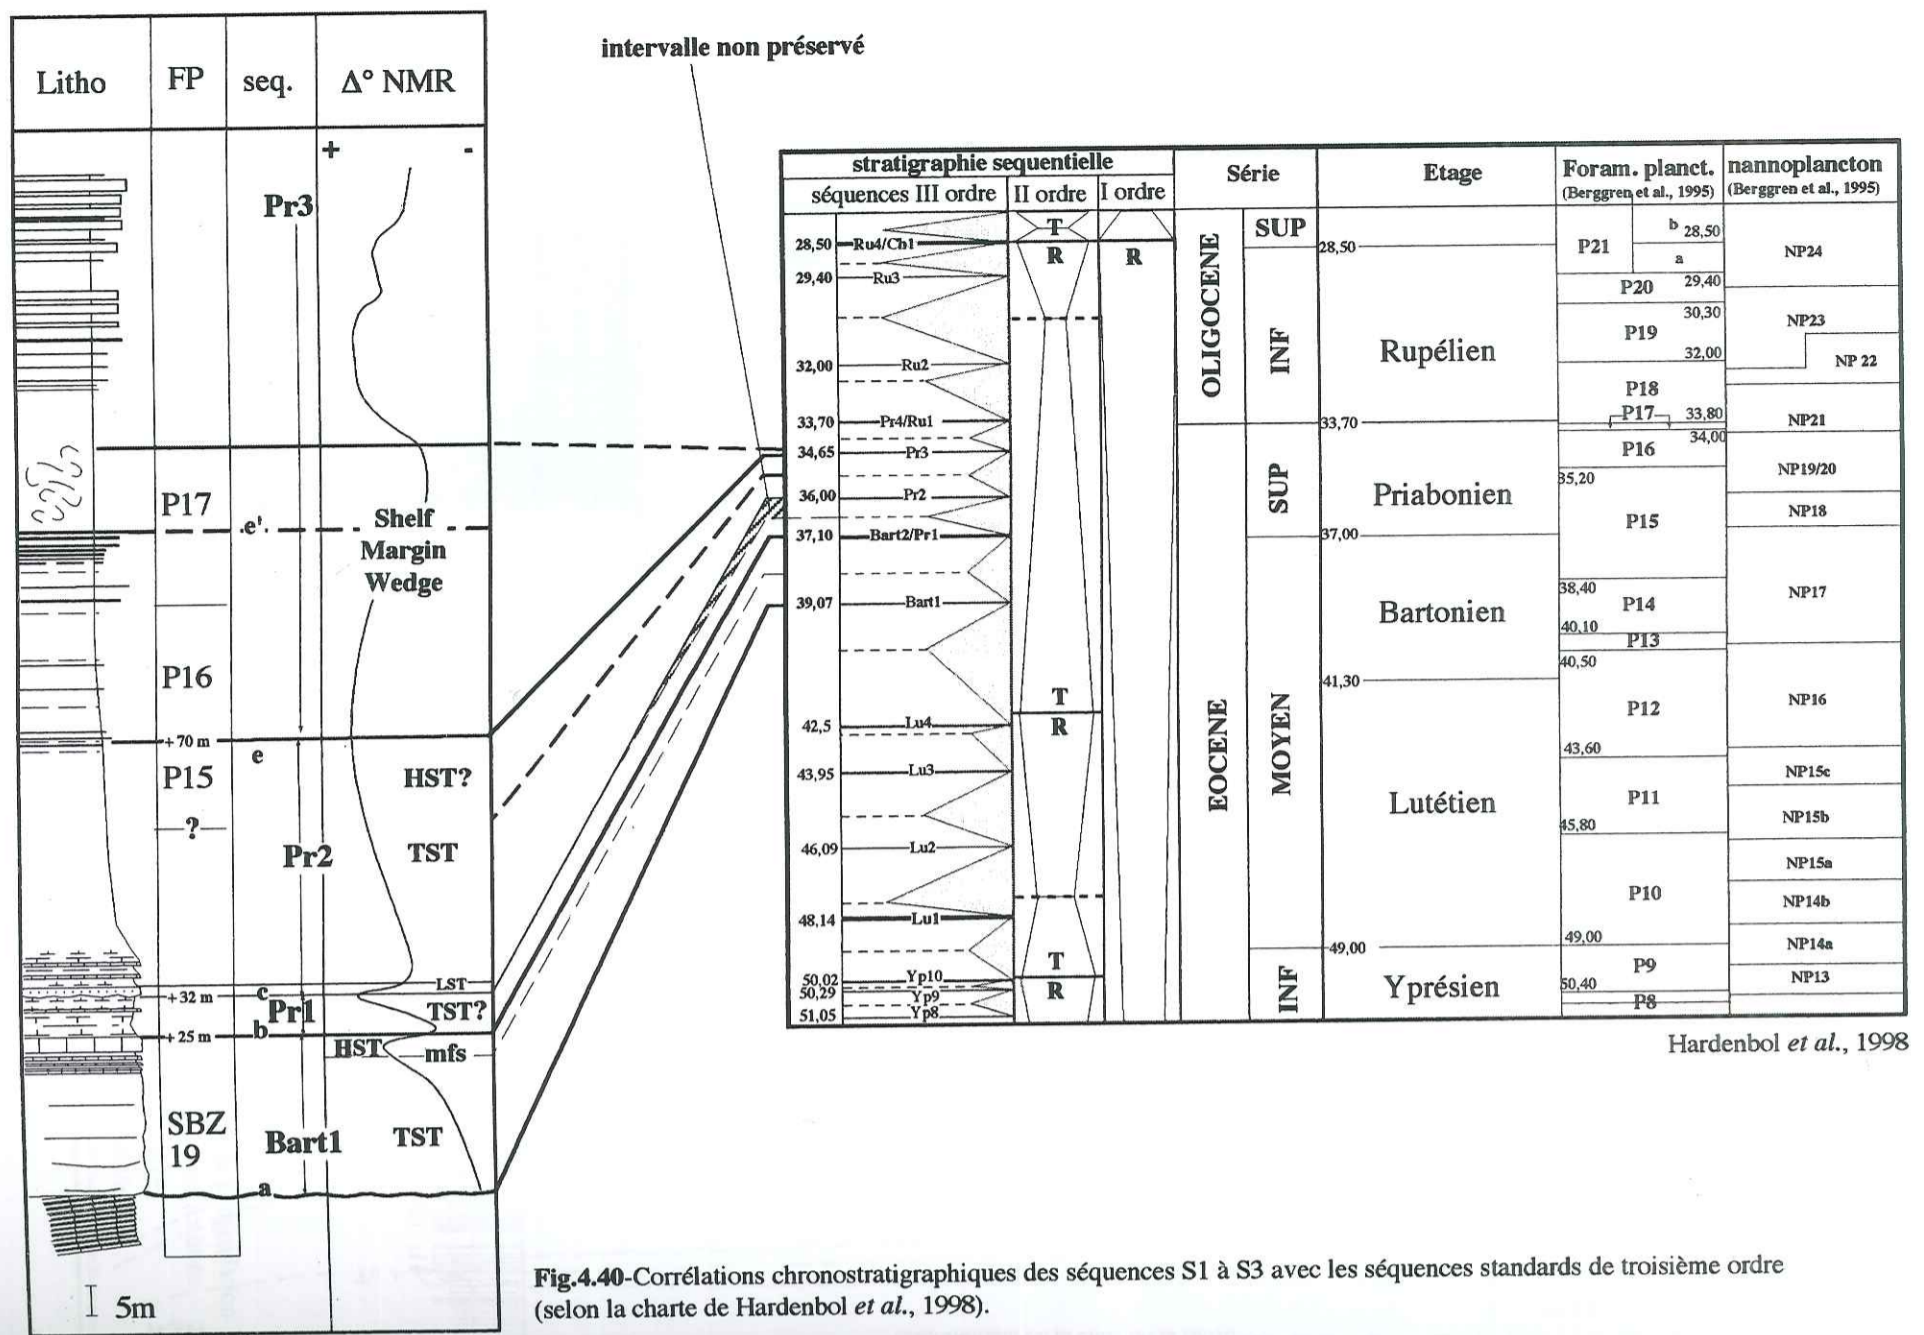 intervalle non préservé
Litho FP seq. Δ° NMR
+ -
Pr3
P17
e'
Shelf
Margin
Wedge
P16
+ 70 m
e
P15
HST?
?
Pr2
TST
LST
+ 32 m
c
Pr1
TST?
+ 25 m
b
HST
mfs
SBZ
19
Bart1
TST
a
5m
stratigraphie sequentielle
séquences III ordre II ordre I ordre
Série
Etage
Foram. planct.
(Berggren et al., 1995)
nannoplancton
(Berggren et al., 1995)
28,50 Ru4/Ch1
29,40 Ru3
32,00 Ru2
33,70 Pr4/Ru1
34,65 Pr3
36,00 Pr2
37,10 Bart2/Pr1
39,07 Bart1
42,5 Lu4
43,95 Lu3
46,09 Lu2
48,14 Lu1
50,02 Yp10
50,29 Yp9
51,05 Yp8
T
R
T
R
T
R
R
OLIGOCENE
EOCENE
SUP
INF
SUP
MOYEN
INF
28,50
Rupélien
33,70
Priabonien
37,00
Bartonien
41,30
Lutétien
49,00
Yprésien
P21
b 28,50
a
P20 29,40
30,30
P19
32,00
P18
P17 33,80
34,00
P16
35,20
P15
38,40
P14
40,10
P13
40,50
P12
43,60
P11
45,80
P10
49,00
P9
50,40
P8
NP24
NP23
NP 22
NP21
NP19/20
NP18
NP17
NP16
NP15c
NP15b
NP15a
NP14b
NP14a
NP13
Hardenbol et al., 1998
Fig.4.40-Corrélations chronostratigraphiques des séquences S1 à S3 avec les séquences standards de troisième ordre
(selon la charte de Hardenbol et al., 1998).